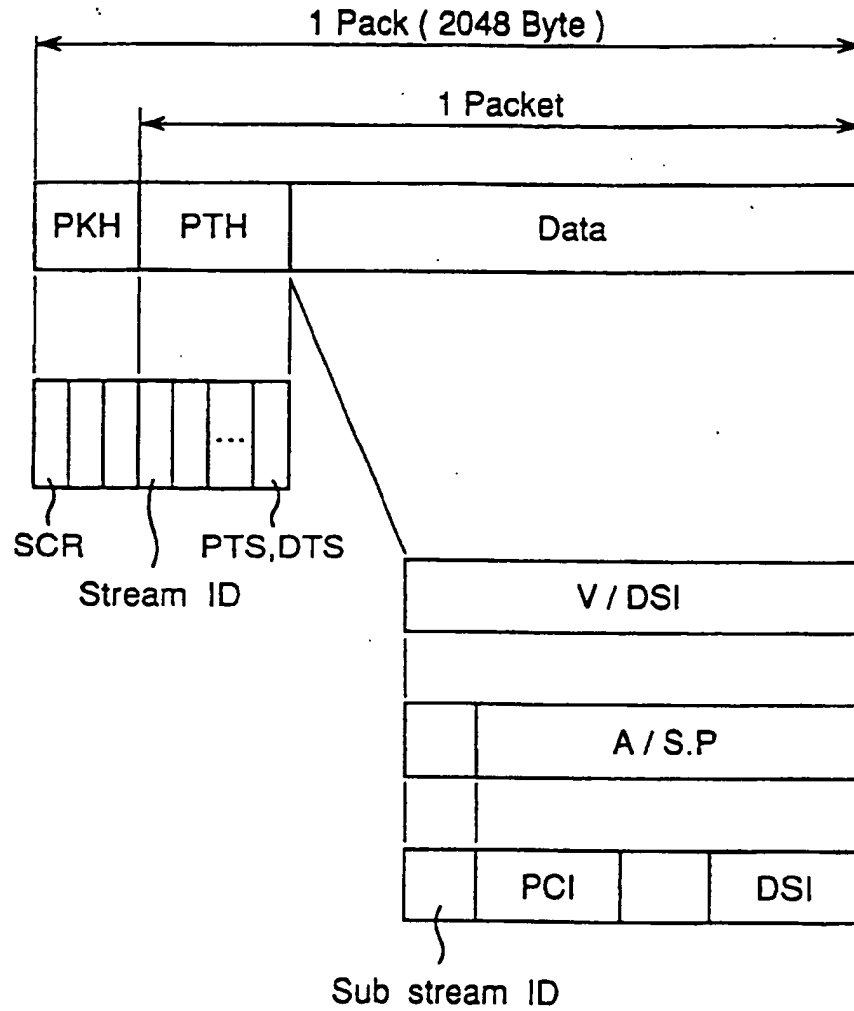 1 Pack ( 2048 Byte )
1 Packet
PKH PTH Data
...
SCR PTS,DTS
Stream ID
V / DSI
A / S.P
PCI DSI
Sub stream ID